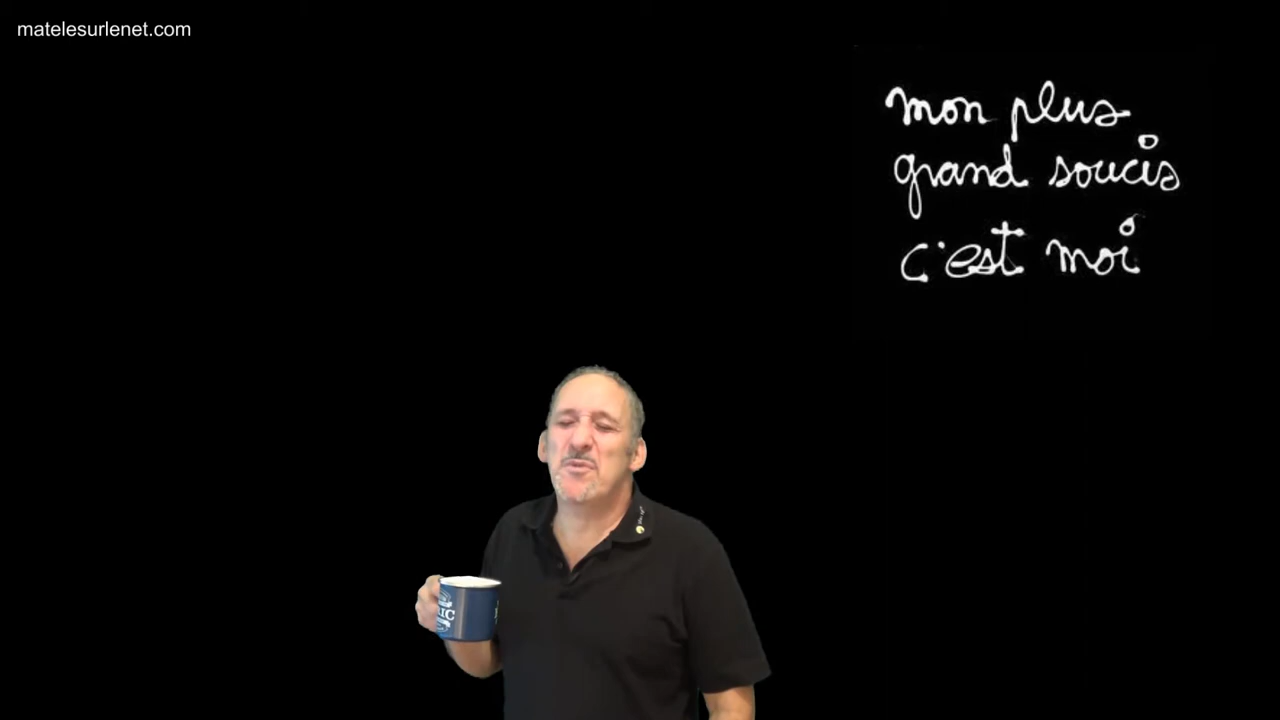 matelesurlenet.com
mon plus
grand soucis
c'est moi